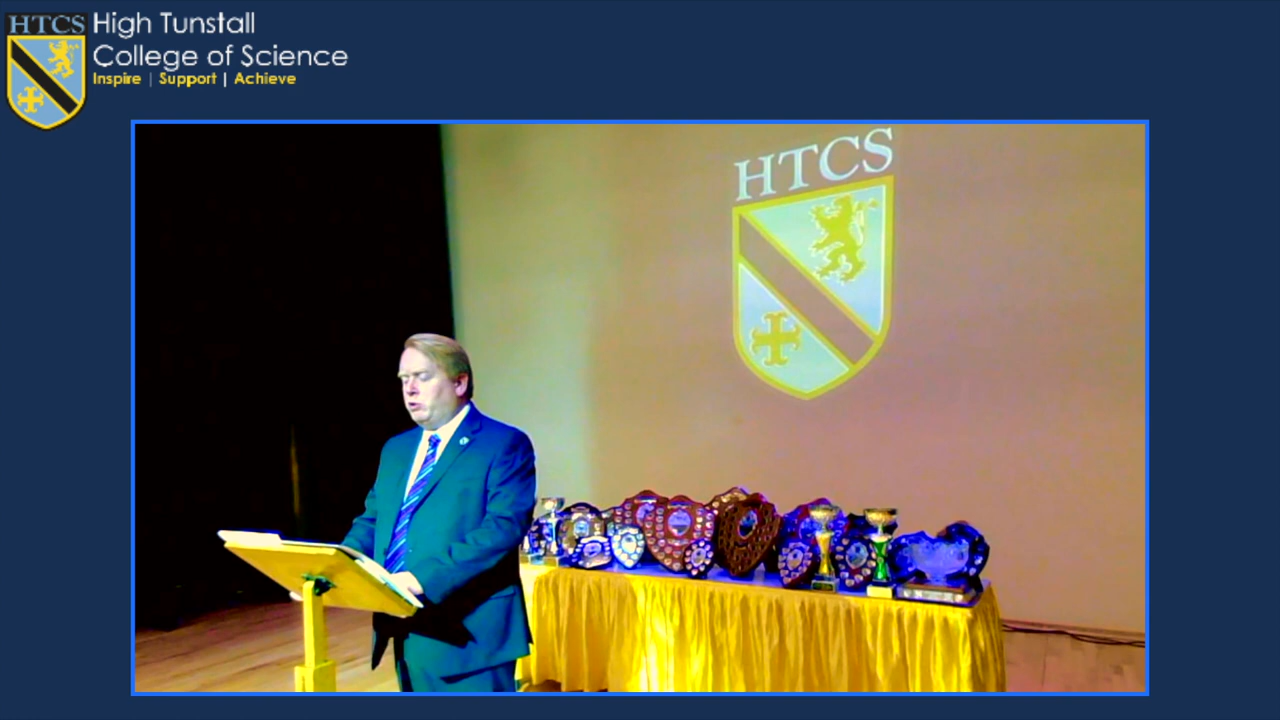 HTCS
High Tunstall
College of Science
Inspire | Support | Achieve
HTCS